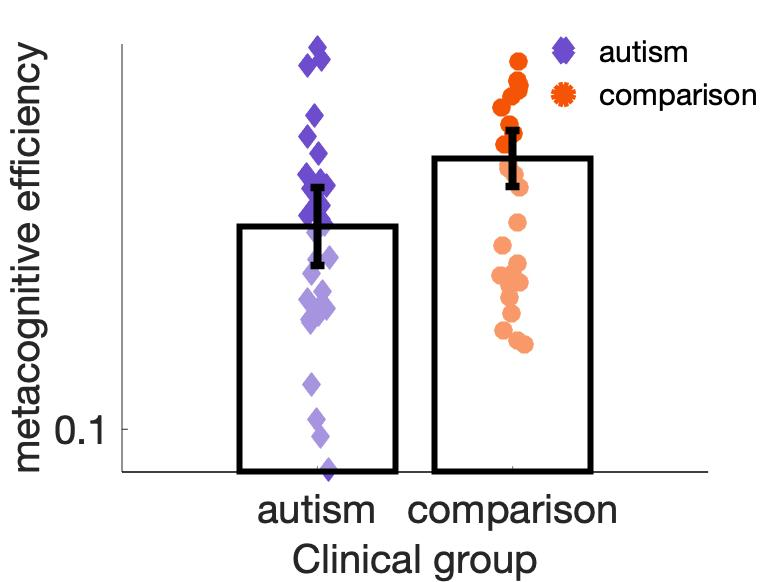 metacognitive efficiency
autism
comparison
0.1
autism comparison
Clinical group